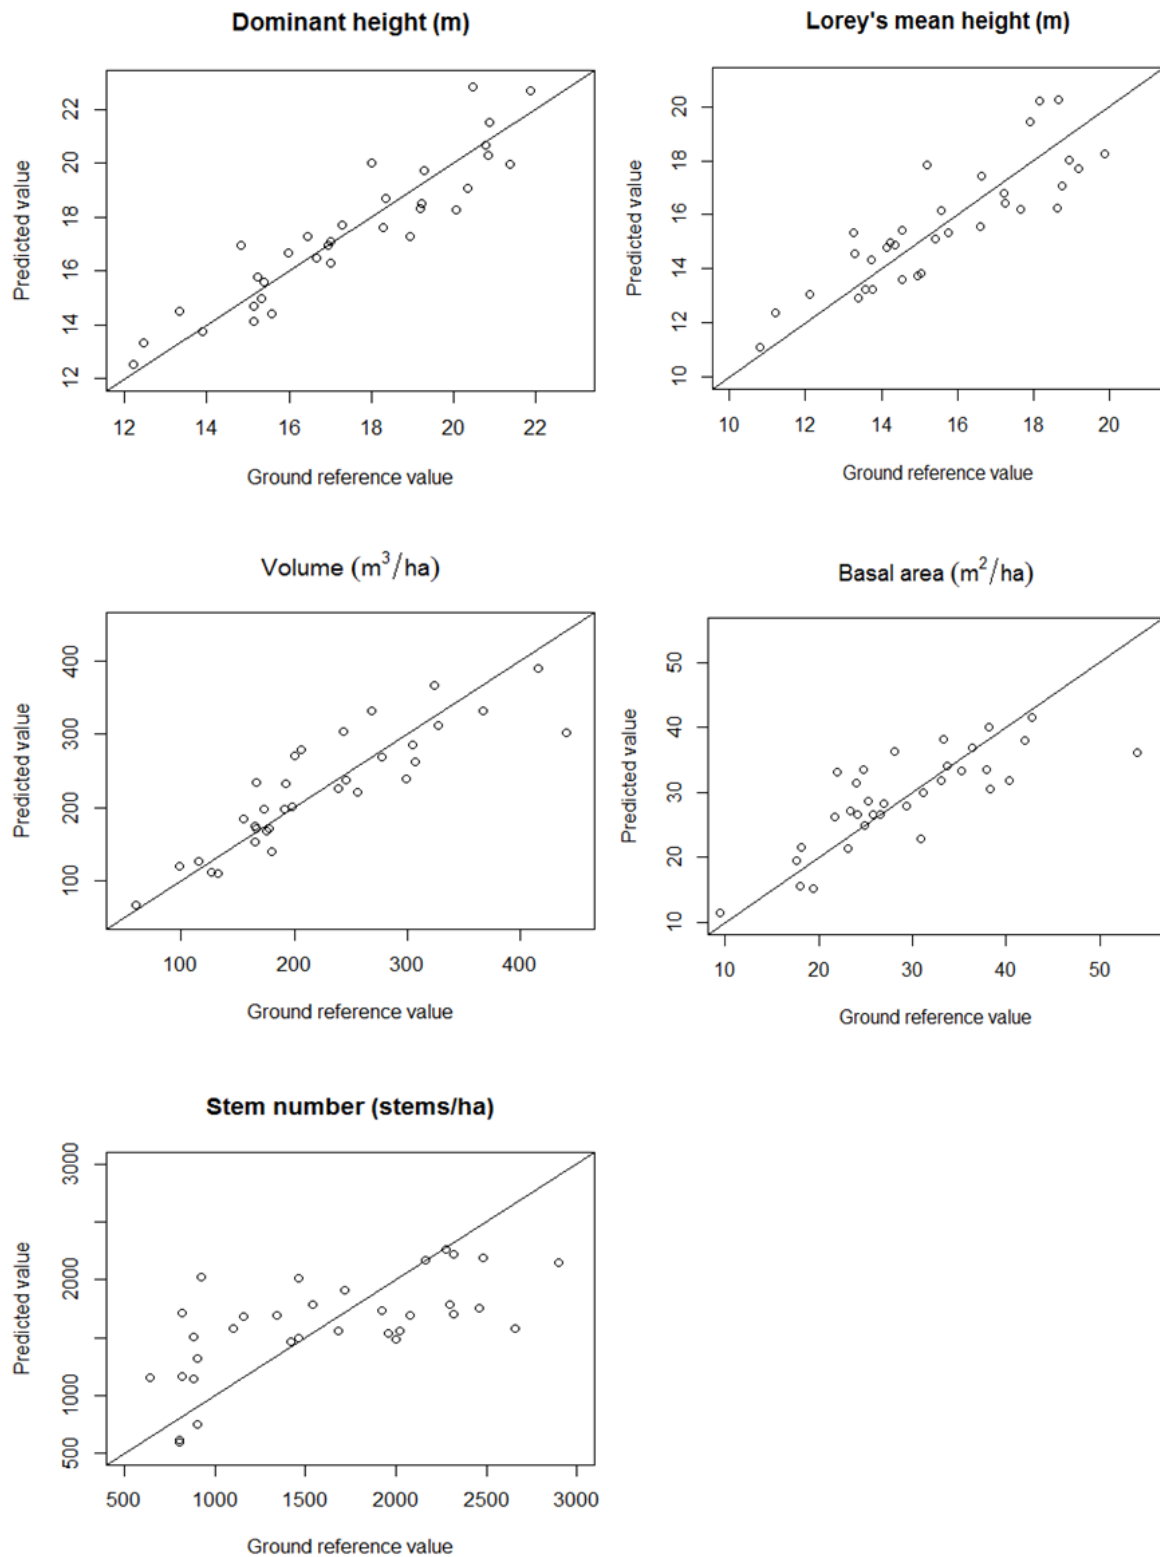 Dominant height (m)
Predicted value
12 14 16 18 20 22
12 14 16 18 20 22
Ground reference value
Lorey's mean height (m)
Predicted value
10 12 14 16 18 20
10 12 14 16 18 20
Ground reference value
Volume (m³/ha)
Predicted value
100 200 300 400
100 200 300 400
Ground reference value
Basal area (m²/ha)
Predicted value
10 20 30 40 50
10 20 30 40 50
Ground reference value
Stem number (stems/ha)
Predicted value
500 1000 2000 3000
500 1000 1500 2000 2500 3000
Ground reference value